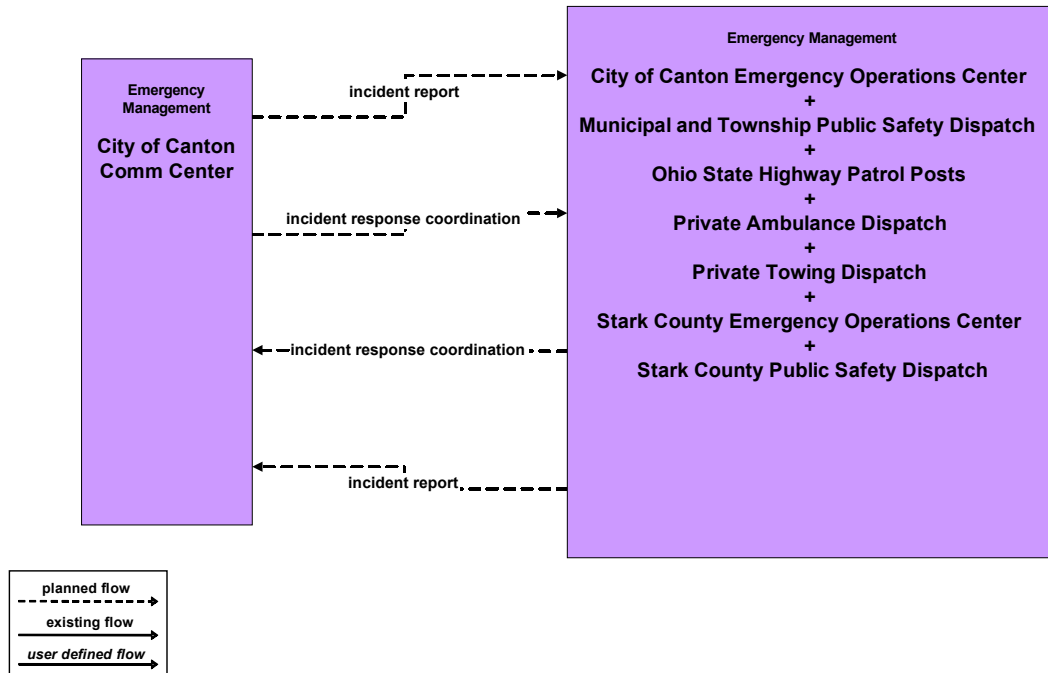 Emergency
Management
City of Canton
Comm Center
incident report
incident response coordination
incident response coordination
incident report
Emergency Management
City of Canton Emergency Operations Center
+
Municipal and Township Public Safety Dispatch
+
Ohio State Highway Patrol Posts
+
Private Ambulance Dispatch
+
Private Towing Dispatch
+
Stark County Emergency Operations Center
+
Stark County Public Safety Dispatch
planned flow
existing flow
user defined flow